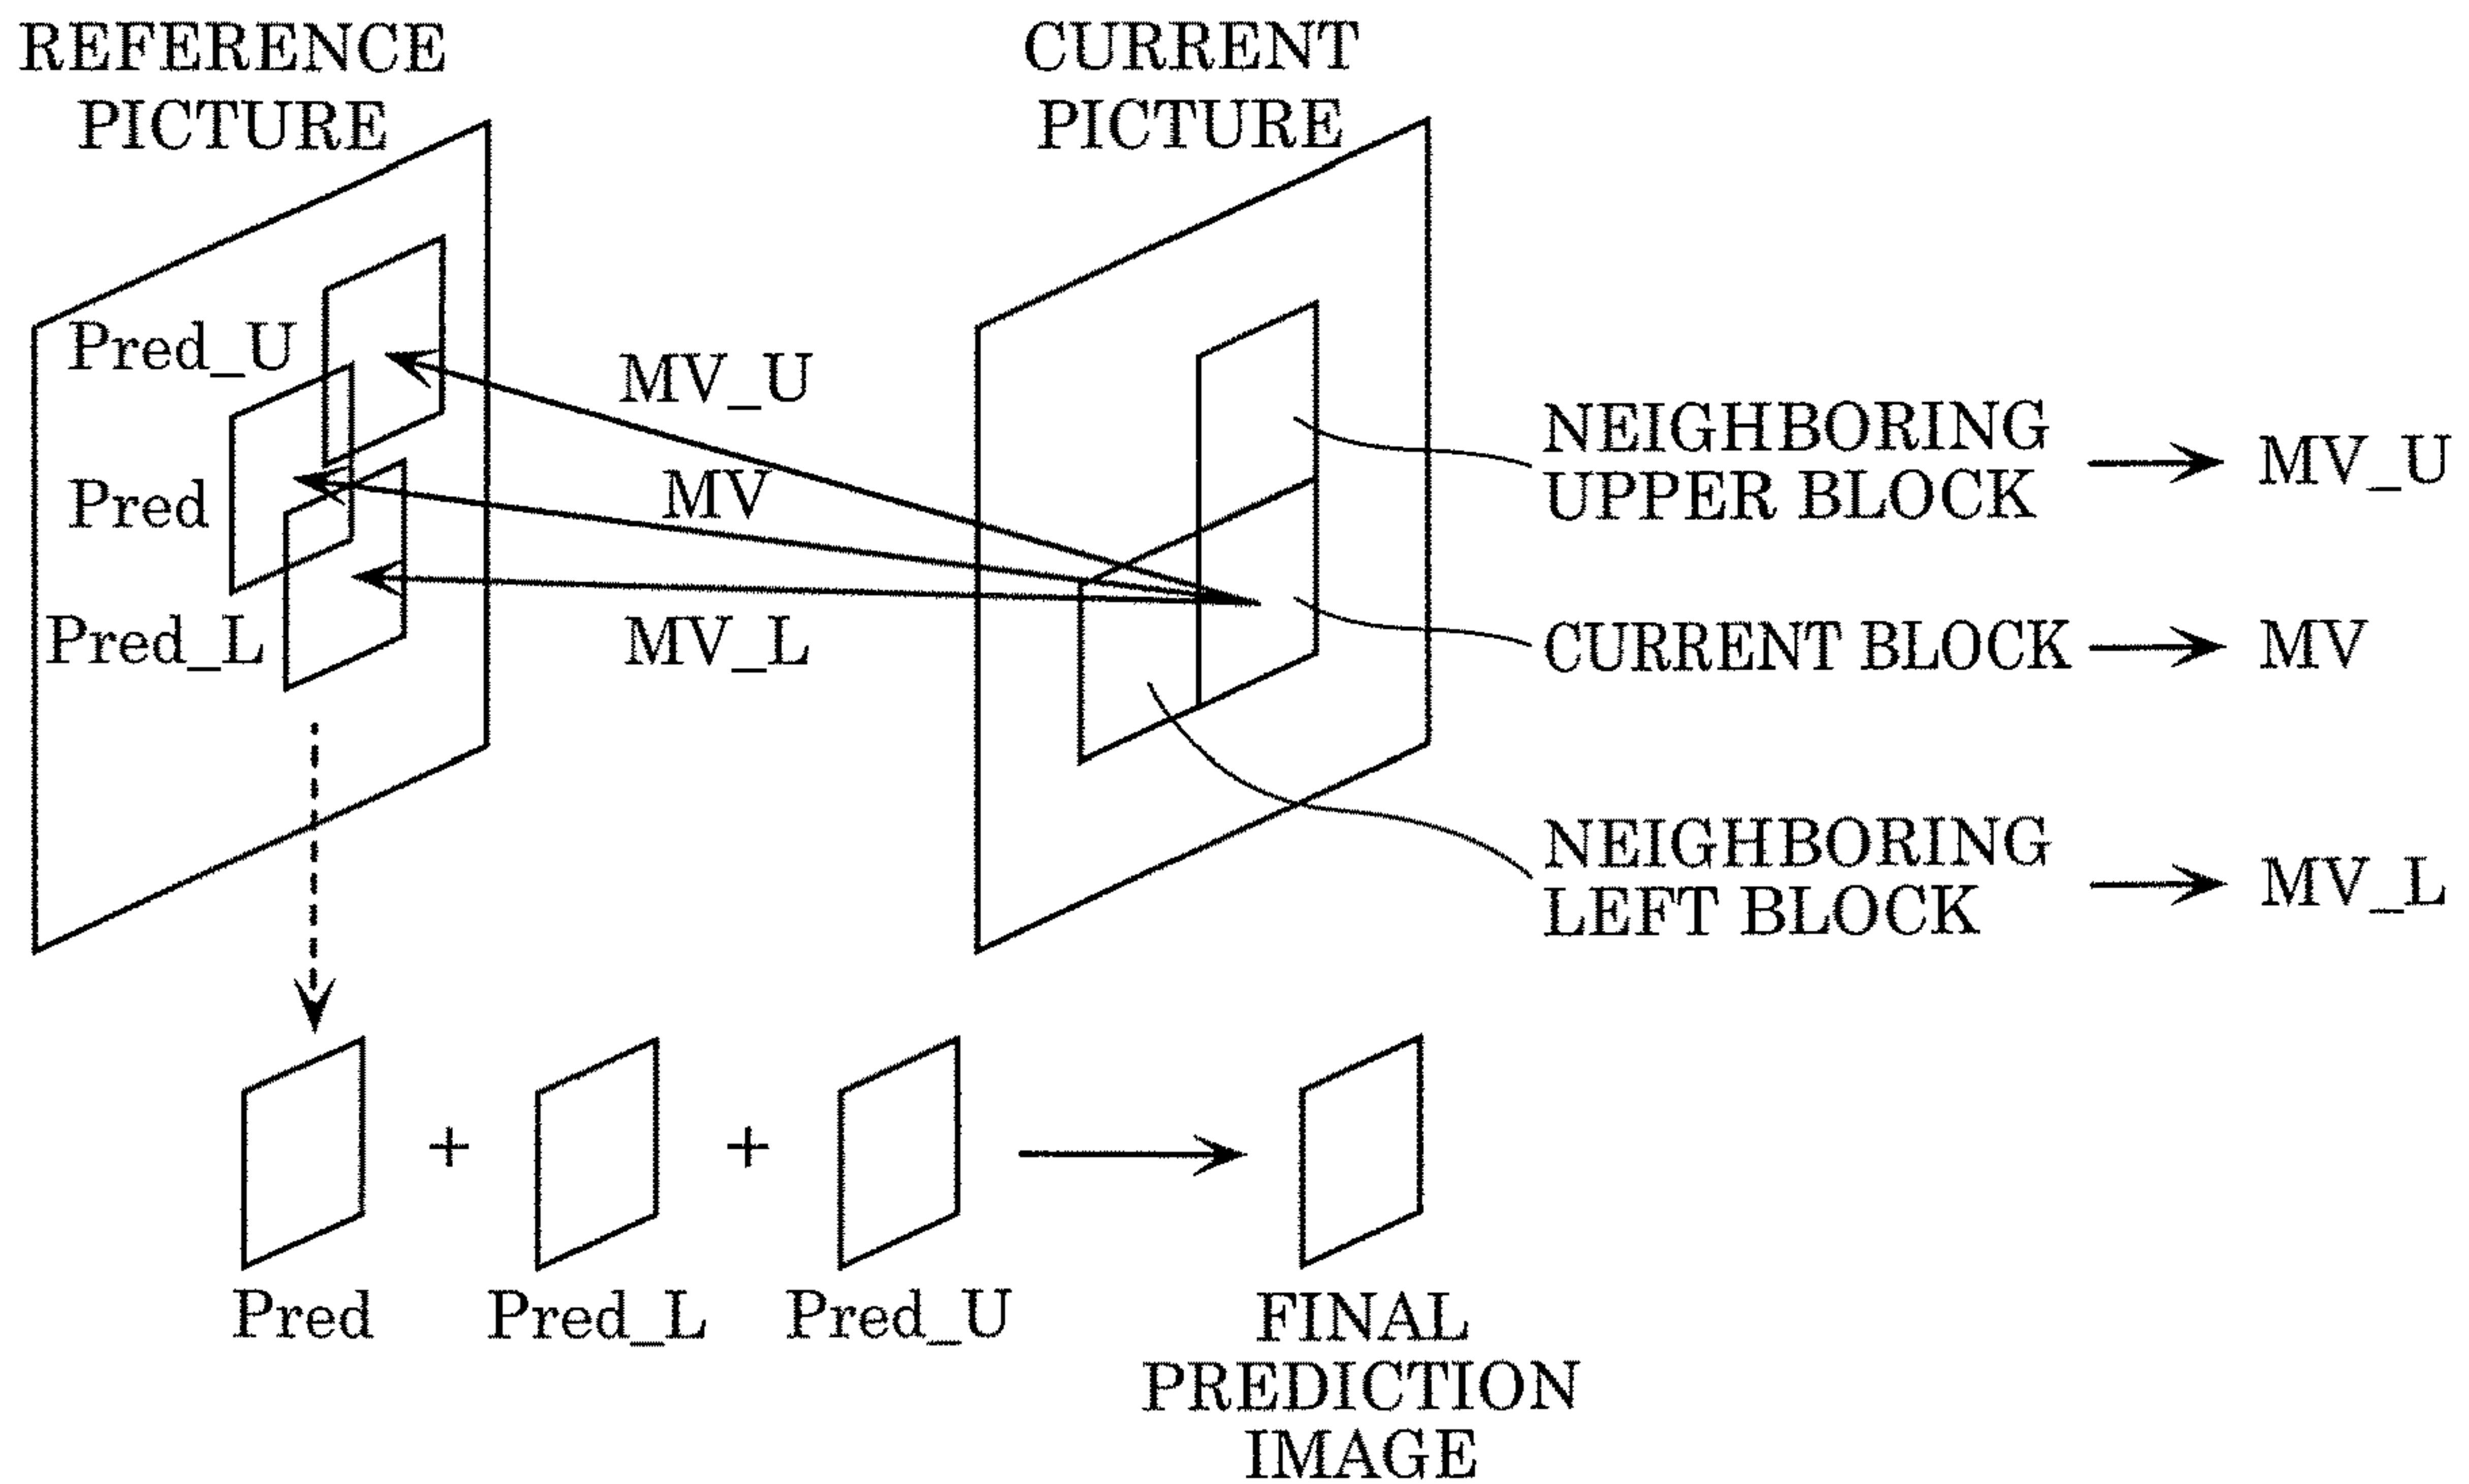 REFERENCE
PICTURE
CURRENT
PICTURE
Pred_U
MV_U
NEIGHBORING
UPPER BLOCK
MV_U
Pred
MV
CURRENT BLOCK
MV
Pred_L
MV_L
NEIGHBORING
LEFT BLOCK
MV_L
+
+
Pred
Pred_L
Pred_U
FINAL
PREDICTION
IMAGE